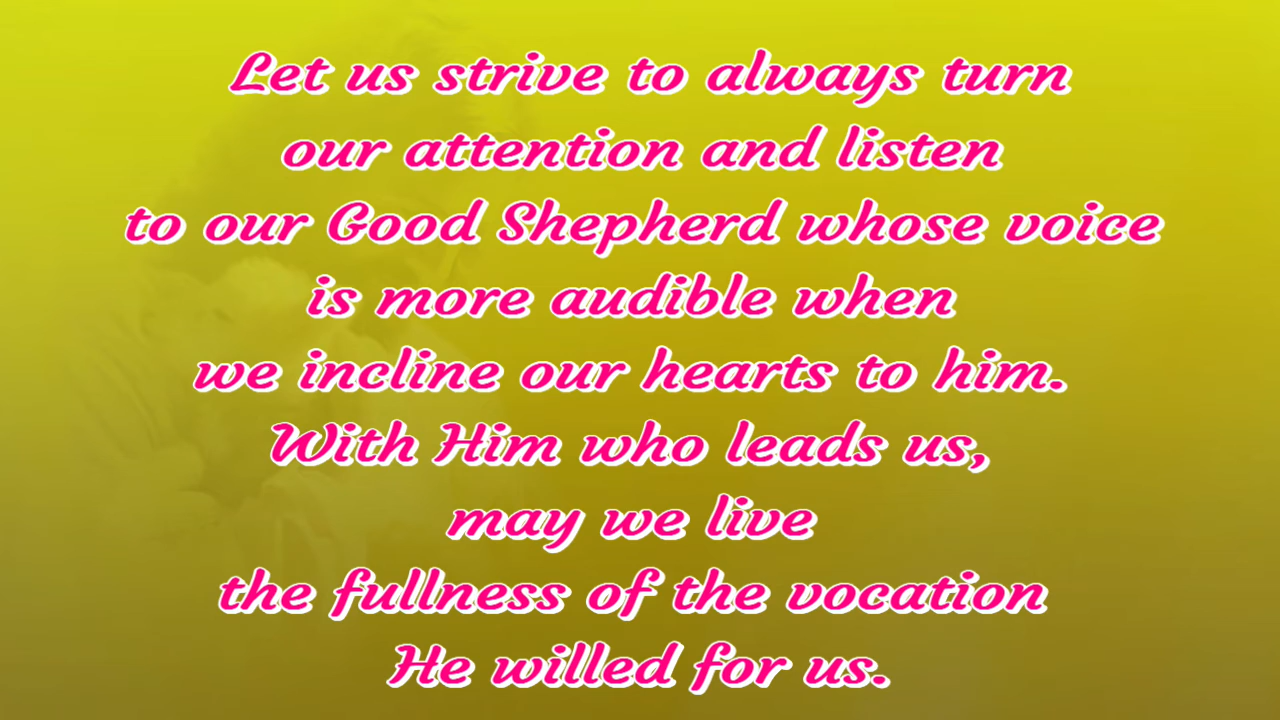 Let us strive to always turn
our attention and listen
to our Good Shepherd whose voice
is more audible when
we incline our hearts to him.
With Him who leads us,
may we live
the fullness of the vocation
He willed for us.